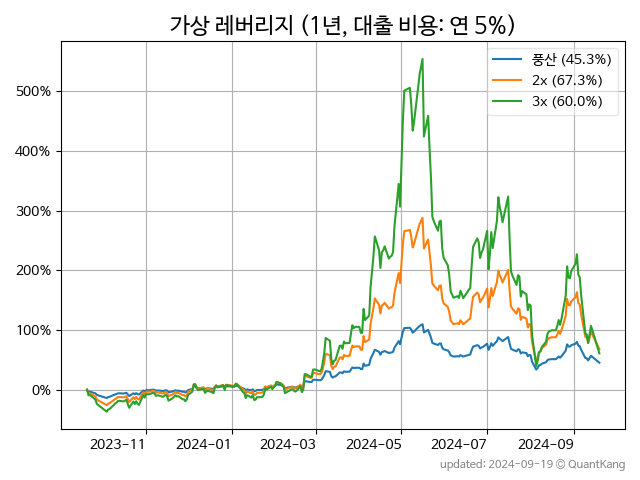 가상 레버리지 (1년, 대출 비용: 연 5%)
풍산 (45.3%)
2x (67.3%)
3x (60.0%)
500%
400%
300%
200%
100%
0%
2023-11 2024-01 2024-03 2024-05 2024-07 2024-09
updated: 2024-09-19 © QuantKang